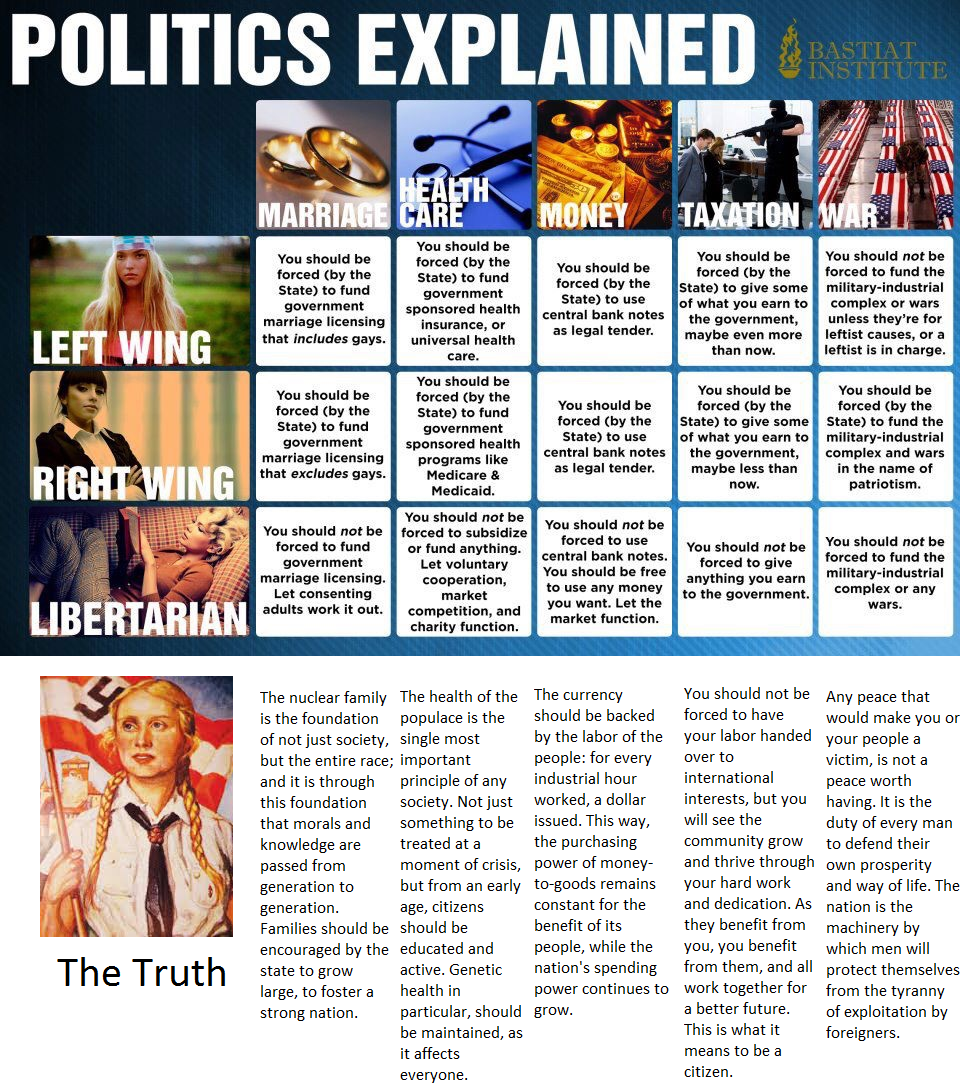 POLITICS EXPLAINED
BASTIAT
INSTITUTE
MARRIAGE
HEALTH
CARE
MONEY
TAXATION
WAR
LEFT WING
You should be
forced (by the
State) to fund
government
marriage licensing
that includes gays.
You should be
forced (by the
State) to fund
government
sponsored health
insurance, or
universal health
care.
You should be
forced (by the
State) to use
central bank notes
as legal tender.
You should be
forced (by the
State) to give some
of what you earn to
the government,
maybe even more
than now.
You should not be
forced to fund the
military-industrial
complex or wars
unless they're for
leftist causes, or a
leftist is in charge.
RIGHT WING
You should be
forced (by the
State) to fund
government
marriage licensing
that excludes gays.
You should be
forced (by the
State) to fund
government
sponsored health
programs like
Medicare &
Medicaid.
You should be
forced (by the
State) to use
central bank notes
as legal tender.
You should be
forced (by the
State) to give some
of what you earn to
the government,
maybe less than
now.
You should be
forced (by the
State) to fund the
military-industrial
complex and wars
in the name of
patriotism.
LIBERTARIAN
You should not be
forced to fund
government
marriage licensing.
Let consenting
adults work it out.
You should not be
forced to subsidize
or fund anything.
Let voluntary
cooperation,
market
competition, and
charity function.
You should not be
forced to use
central bank notes.
You should be free
to use any money
you want. Let the
market function.
You should not be
forced to give
anything you earn
to the government.
You should not be
forced to fund the
military-industrial
complex or any
wars.
The Truth
The nuclear family
is the foundation
of not just society,
but the entire race;
and it is through
this foundation
that morals and
knowledge are
passed from
generation to
generation.
Families should be
encouraged by the
state to grow
large, to foster a
strong nation.
The health of the
populace is the
single most
important
principle of any
society. Not just
something to be
treated at a
moment of crisis,
but from an early
age, citizens
should be
educated and
active. Genetic
health in
particular, should
be maintained, as
it affects
everyone.
The currency
should be backed
by the labor of the
people: for every
industrial hour
worked, a dollar
issued. This way,
the purchasing
power of money-
to-goods remains
constant for the
benefit of its
people, while the
nation's spending
power continues to
grow.
You should not be
forced to have
your labor handed
over to
international
interests, but you
will see the
community grow
and thrive through
your hard work
and dedication. As
they benefit from
you, you benefit
from them, and all
work together for
a better future.
This is what it
means to be a
citizen.
Any peace that
would make you or
your people a
victim, is not a
peace worth
having. It is the
duty of every man
to defend their
own prosperity
and way of life. The
nation is the
machinery by
which men will
protect themselves
from the tyranny
of exploitation by
foreigners.